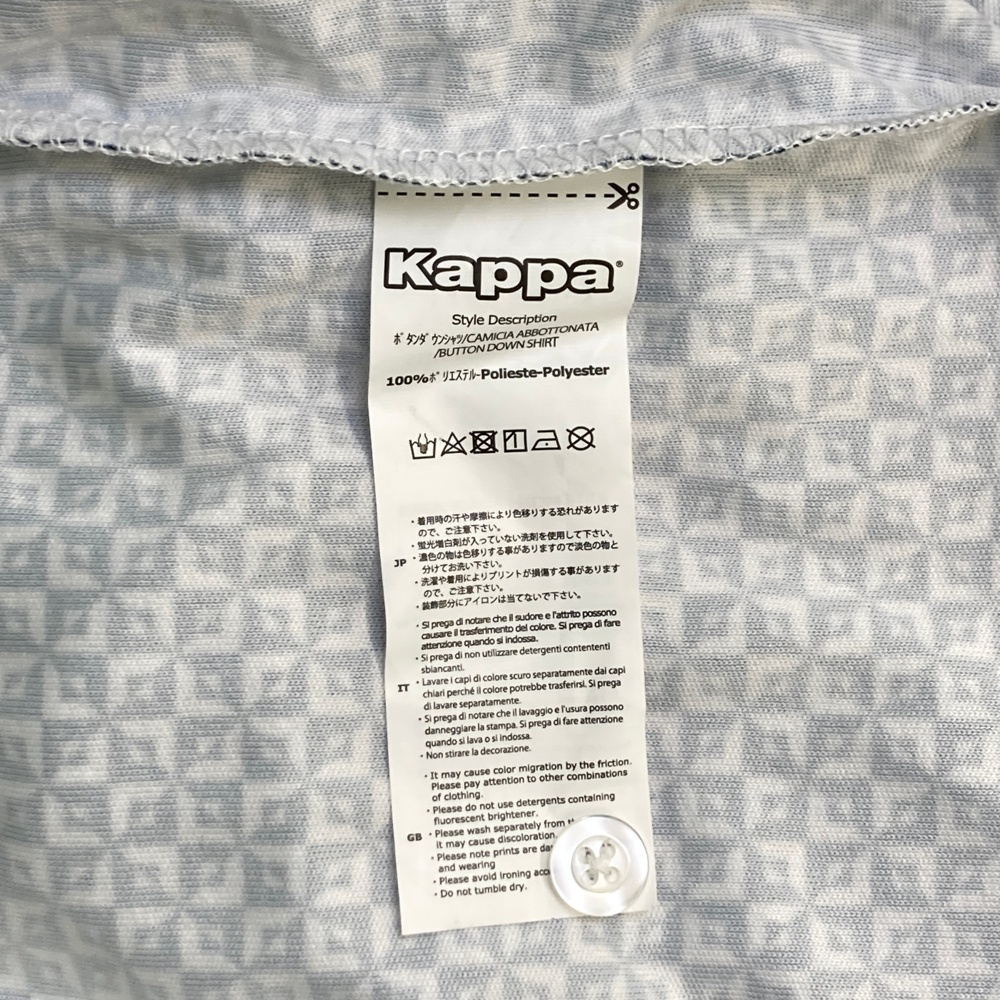 Kappa®
Style Description
ボタンダウンシャツ/CAMICIA ABBOTTONATA
/BUTTON DOWN SHIRT
100%ポリエステル-Polieste-Polyester
・着用時の汗や摩擦により色移りする恐れがあります
ので、ご注意下さい。
・蛍光増白剤が入っていない洗剤を使用して下さい。
JP ・濃色の物は色移りする事がありますので淡色の物と
分けてお洗い下さい。
・洗濯や着用によりプリントが損傷する事があります
ので、ご注意下さい。
・装飾部分にアイロンは当てないで下さい。
・Si prega di notare che il sudore e l'attrito possono
causare il trasferimento del colore. Si prega di fare
attenzione quando si indossa.
・Si prega di non utilizzare detergenti contententi
sbiancanti.
IT ・Lavare i capi di colore scuro separatamente dai capi
chiari perché il colore potrebbe trasferirsi. Si prega
di lavare separatamente.
・Si prega di notare che il lavaggio e l'usura possono
danneggiare la stampa. Si prega di fare attenzione
quando si lava o si indossa.
・Non stirare la decorazione.
・It may cause color migration by the friction.
Please pay attention to other combinations
of clothing.
・Please do not use detergents containing
fluorescent brightener.
GB ・Please wash separately from
it may cause discoloration.
・Please note prints are
and wearing
・Please avoid ironing
・Do not tumble dry.